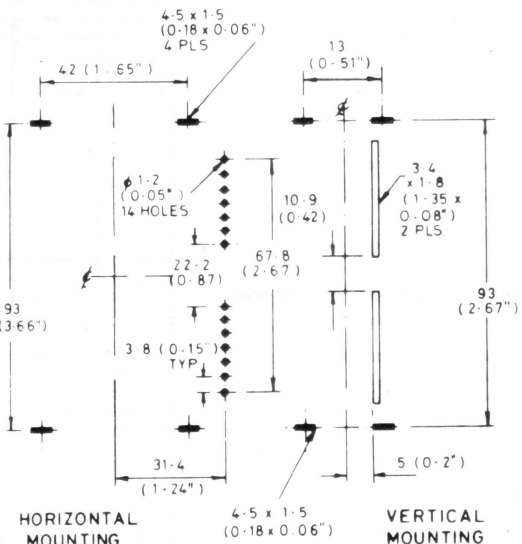 4·5 x 1·5
(0·18 x 0·06")
4 PLS
42 (1·65")
13
(0·51")
ø 1·2
(0·05")
14 HOLES
10·9
(0·42)
3·4
x 1·8
(1·35 x
0·08")
2 PLS
22·2
(0·87)
67·8
(2·67)
93
(3·66")
93
(2·67")
3·8 (0·15")
TYP
31·4
(1·24")
5 (0·2")
4·5 x 1·5
(0·18 x 0·06")
HORIZONTAL
MOUNTING
VERTICAL
MOUNTING